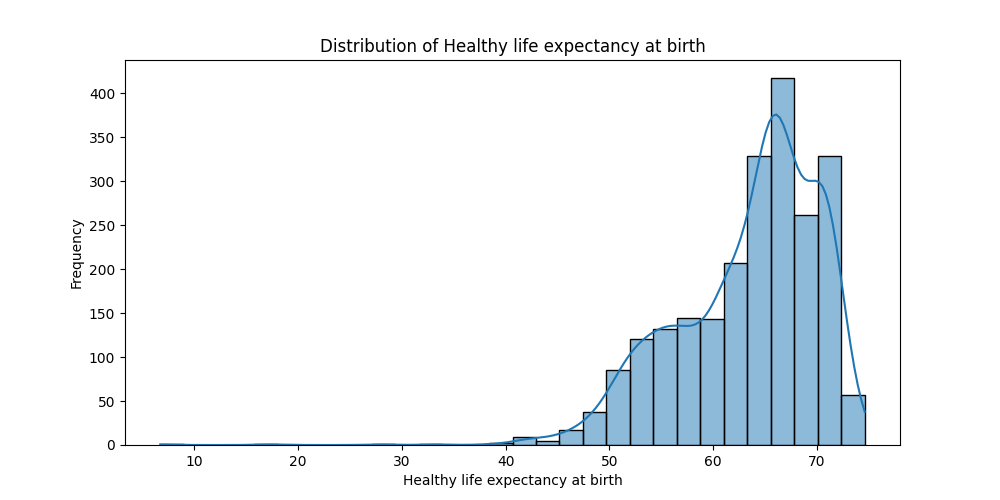 Distribution of Healthy life expectancy at birth
400
350
300
250
200
150
100
50
0
Frequency
10 20 30 40 50 60 70
Healthy life expectancy at birth